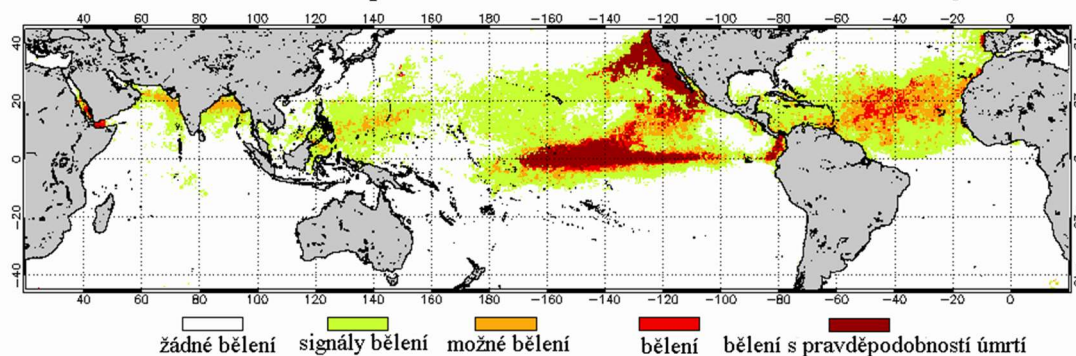 40 60 80 100 120 140 160 −180 −160 −140 −120 −100 −80 −60 −40 −20 0
40
20
0
−20
−40
40 60 80 100 120 140 160 −180 −160 −140 −120 −100 −80 −60 −40 −20 0
žádné bělení signály bělení možné bělení bělení bělení s pravděpodobností úmrtí